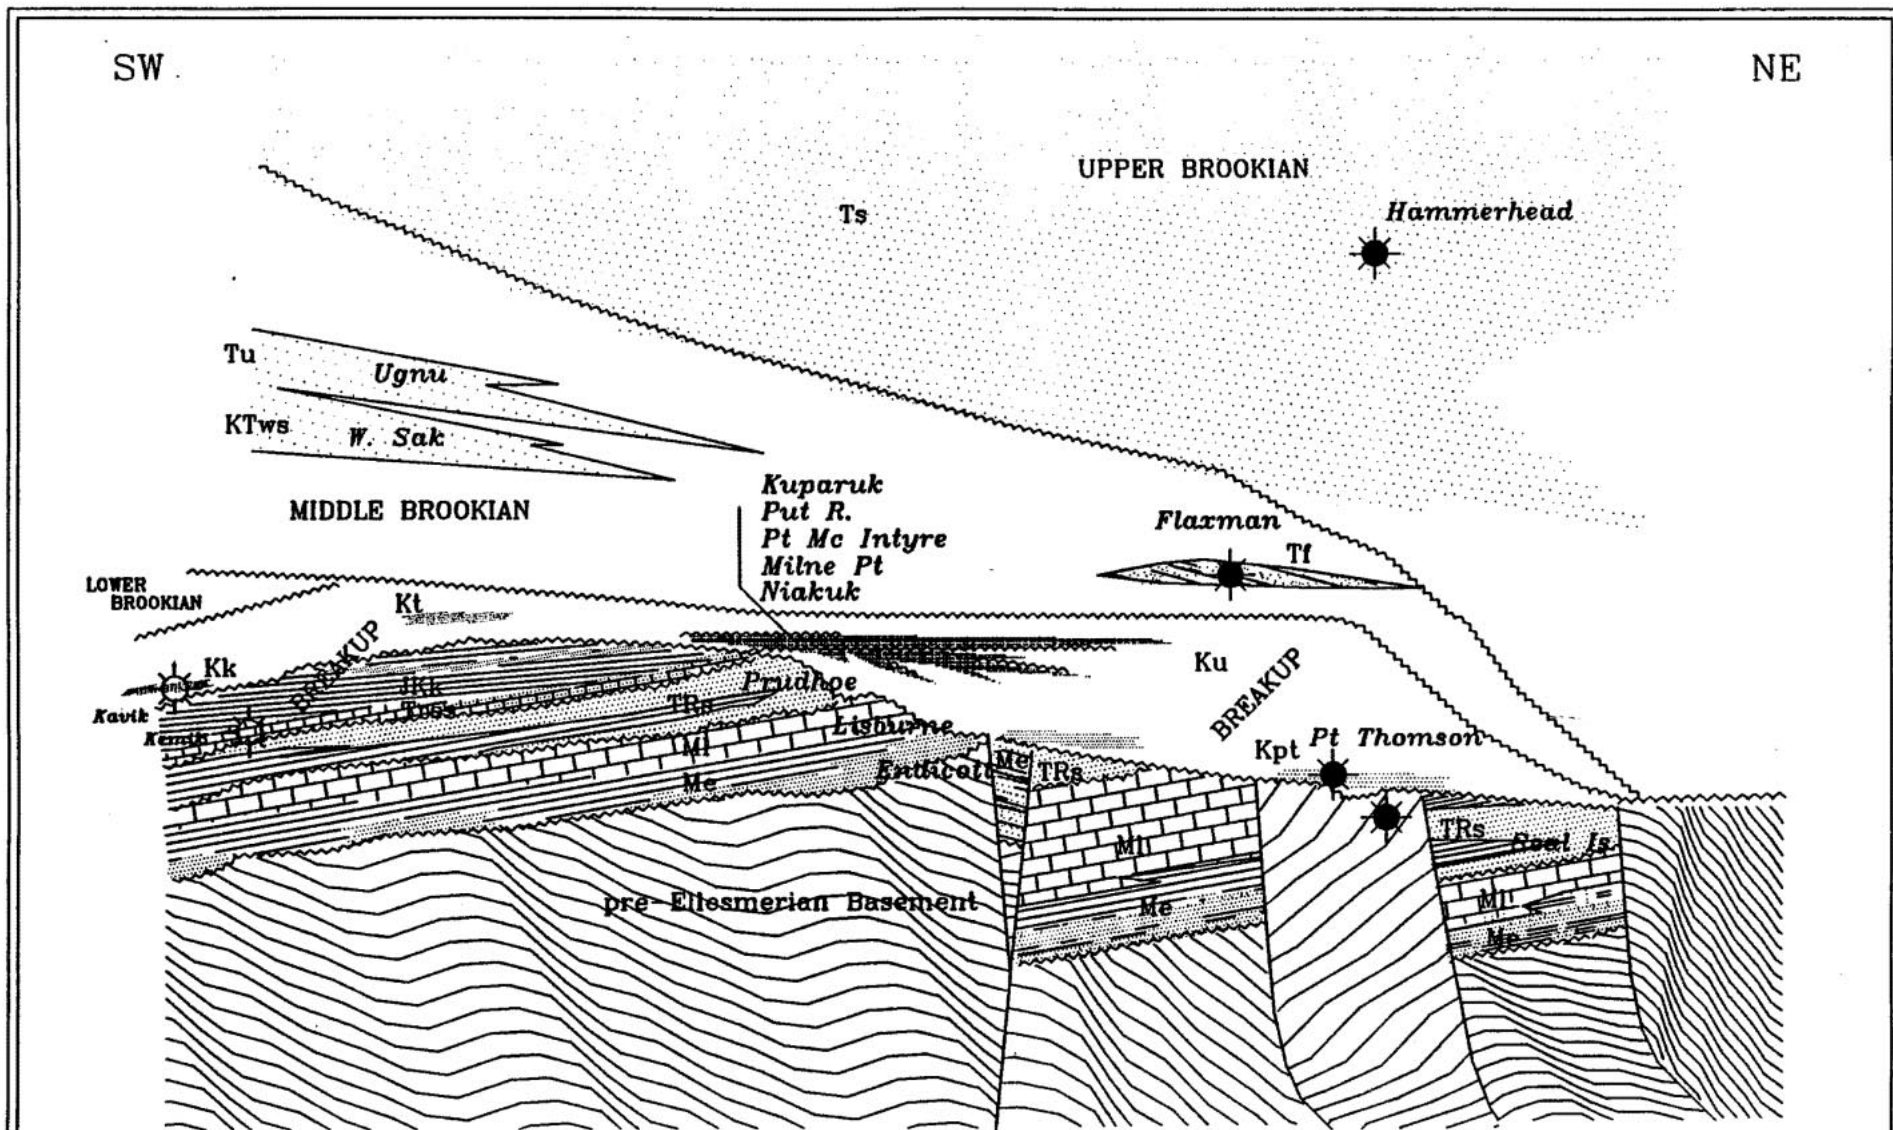 SW
NE
UPPER BROOKIAN
Hammerhead
Ts
Tu
Ugnu
KTws
W. Sak
MIDDLE BROOKIAN
Kuparuk
Put R.
Pt Mc Intyre
Milne Pt
Niakuk
Flaxman
Tf
LOWER
BROOKIAN
Kt
BREAKUP
Kk
Ku
BREAKUP
JKk
Kavik
Prudhoe
TRs
Lisburne
Pt Thomson
Kpt
Ml
Me
TRs
Endicott
Me
Ml
TRs
Seal Is.
Ml
Me
Me
pre-Ellesmerian Basement